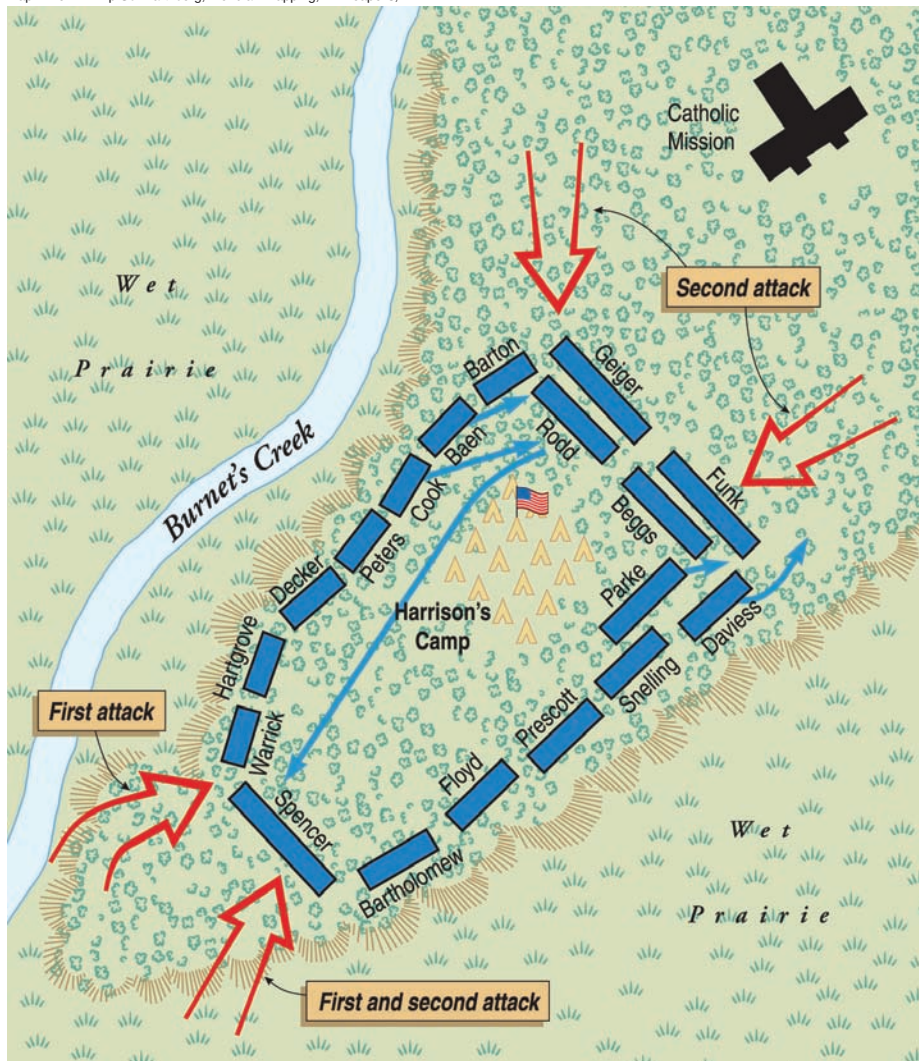 Catholic
Mission
Second attack
Wet
Prairie
Burnet's Creek
Barton
Geiger
Baen
Rodd
Cook
Funk
Beggs
Peters
Decker
Parke
Harrison's
Camp
Daviess
Hartgrove
Snelling
First attack
Prescott
Warrick
Floyd
Spencer
Bartholomew
Wet
Prairie
First and second attack